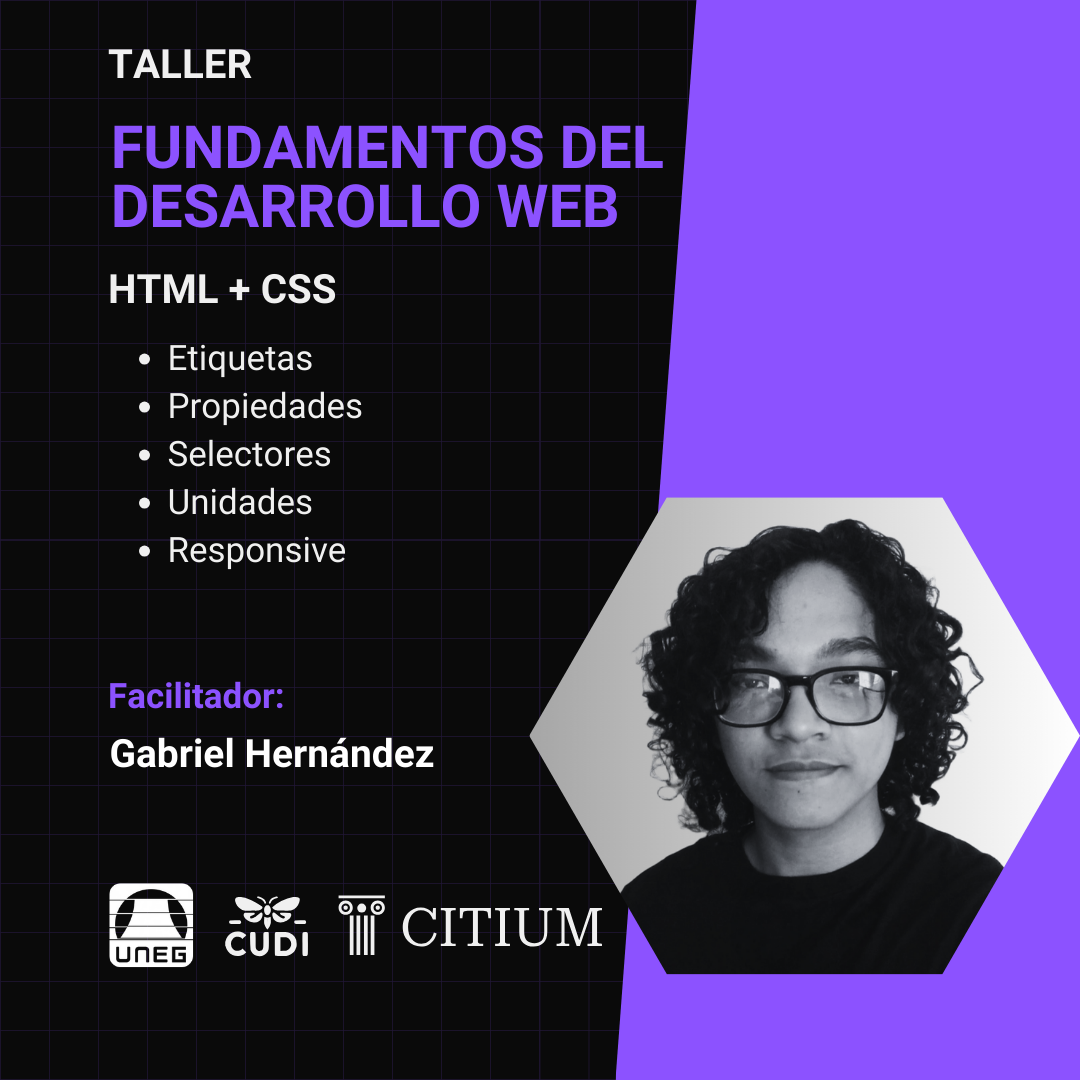 TALLER
FUNDAMENTOS DEL
DESARROLLO WEB
HTML + CSS
• Etiquetas
• Propiedades
• Selectores
• Unidades
• Responsive
Facilitador:
Gabriel Hernández
UNEG
CUDI
CITIUM